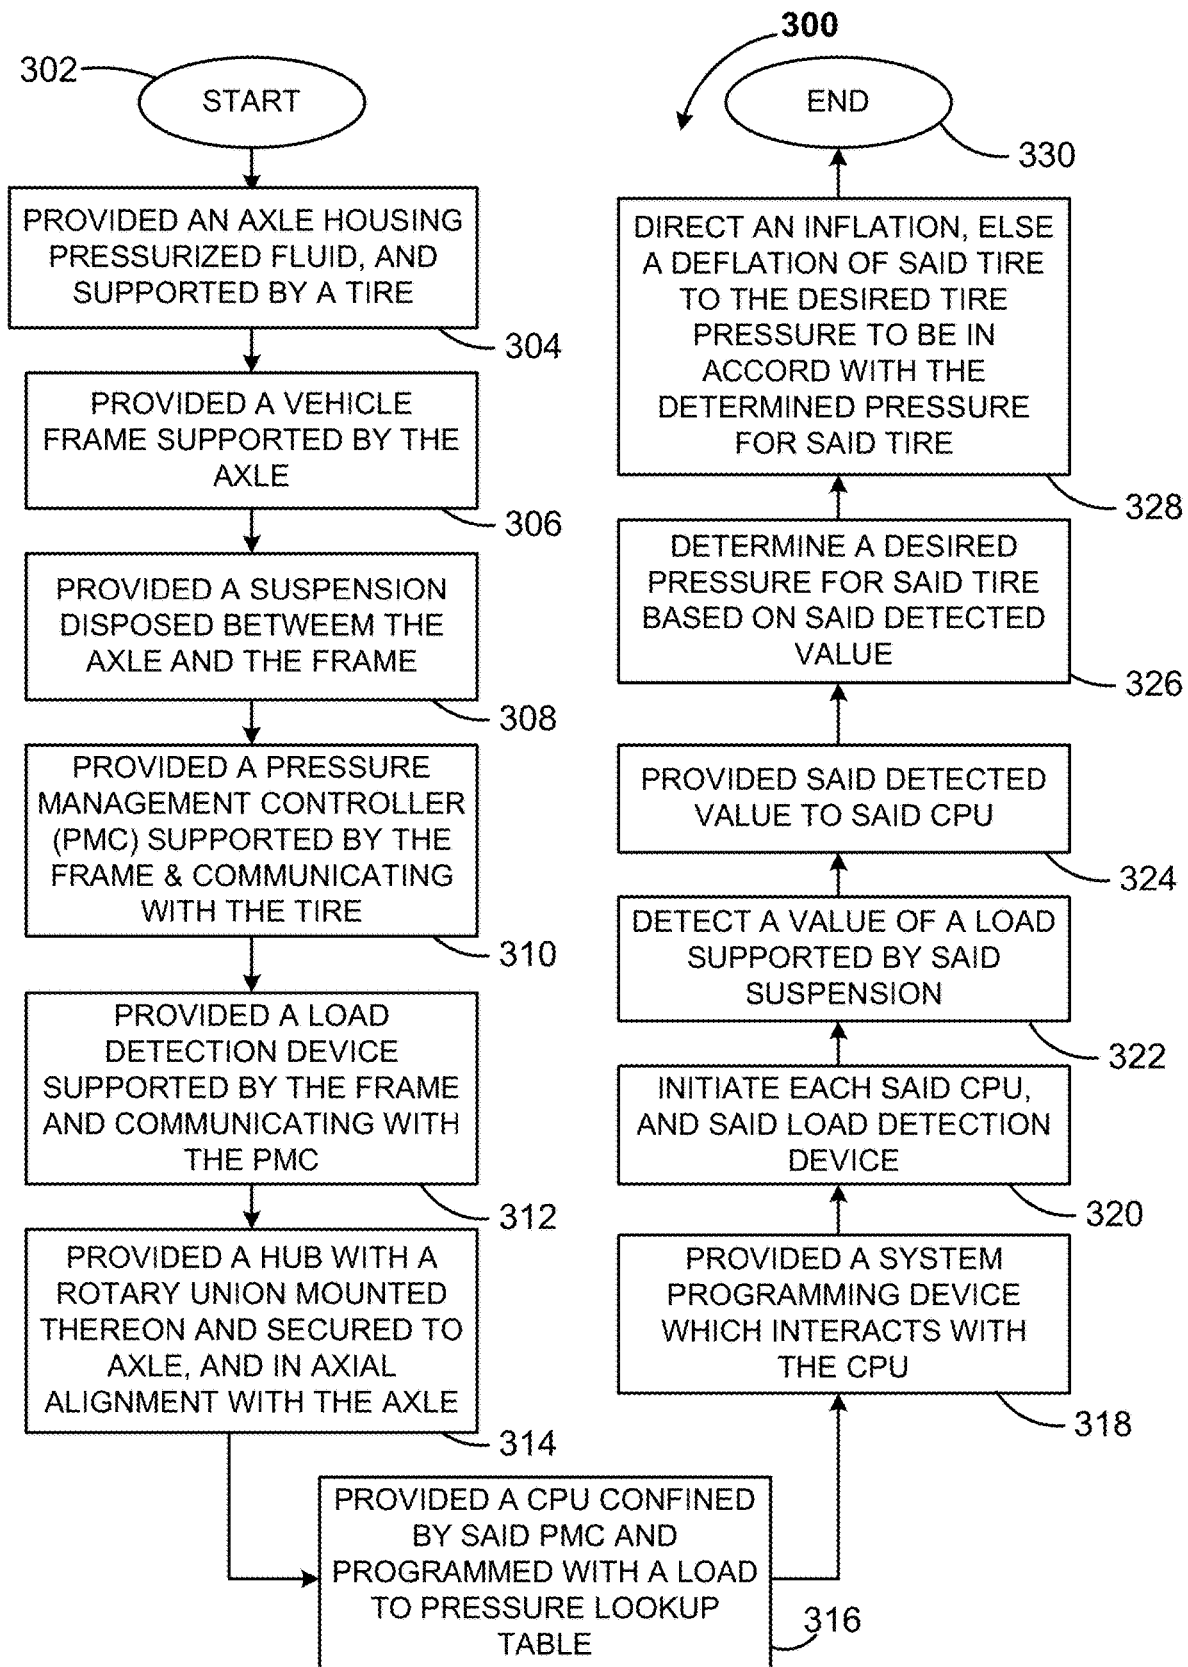 300
302
START
PROVIDED AN AXLE HOUSING
PRESSURIZED FLUID, AND
SUPPORTED BY A TIRE
304
PROVIDED A VEHICLE
FRAME SUPPORTED BY THE
AXLE
306
PROVIDED A SUSPENSION
DISPOSED BETWEEM THE
AXLE AND THE FRAME
308
PROVIDED A PRESSURE
MANAGEMENT CONTROLLER
(PMC) SUPPORTED BY THE
FRAME & COMMUNICATING
WITH THE TIRE
310
PROVIDED A LOAD
DETECTION DEVICE
SUPPORTED BY THE FRAME
AND COMMUNICATING WITH
THE PMC
312
PROVIDED A HUB WITH A
ROTARY UNION MOUNTED
THEREON AND SECURED TO
AXLE, AND IN AXIAL
ALIGNMENT WITH THE AXLE
314
PROVIDED A CPU CONFINED
BY SAID PMC AND
PROGRAMMED WITH A LOAD
TO PRESSURE LOOKUP
TABLE
316
PROVIDED A SYSTEM
PROGRAMMING DEVICE
WHICH INTERACTS WITH
THE CPU
318
INITIATE EACH SAID CPU,
AND SAID LOAD DETECTION
DEVICE
320
DETECT A VALUE OF A LOAD
SUPPORTED BY SAID
SUSPENSION
322
PROVIDED SAID DETECTED
VALUE TO SAID CPU
324
DETERMINE A DESIRED
PRESSURE FOR SAID TIRE
BASED ON SAID DETECTED
VALUE
326
DIRECT AN INFLATION, ELSE
A DEFLATION OF SAID TIRE
TO THE DESIRED TIRE
PRESSURE TO BE IN
ACCORD WITH THE
DETERMINED PRESSURE
FOR SAID TIRE
328
END
330